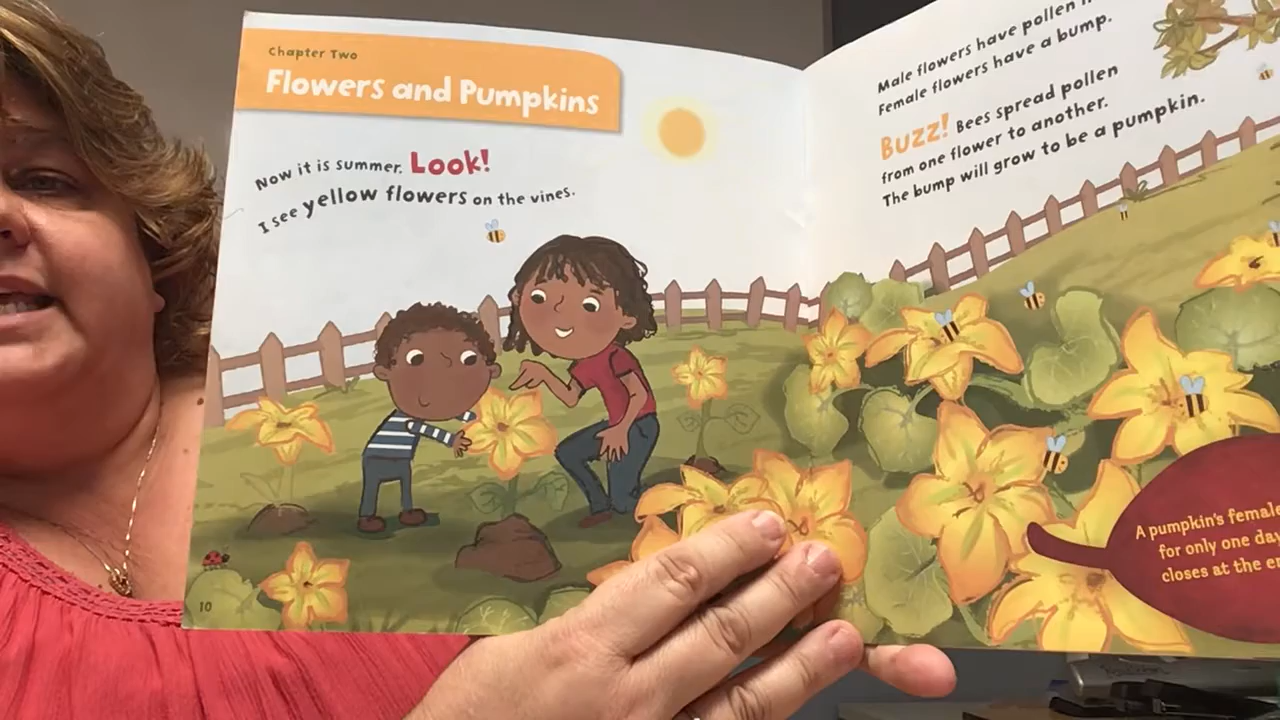 Chapter Two
Flowers and Pumpkins
Now it is summer. Look!
I see yellow flowers on the vines.
10
Male flowers have pollen
Female flowers have a bump.
Buzz! Bees spread pollen
from one flower to another.
The bump will grow to be a pumpkin.
A pumpkin's female
for only one day
closes at the